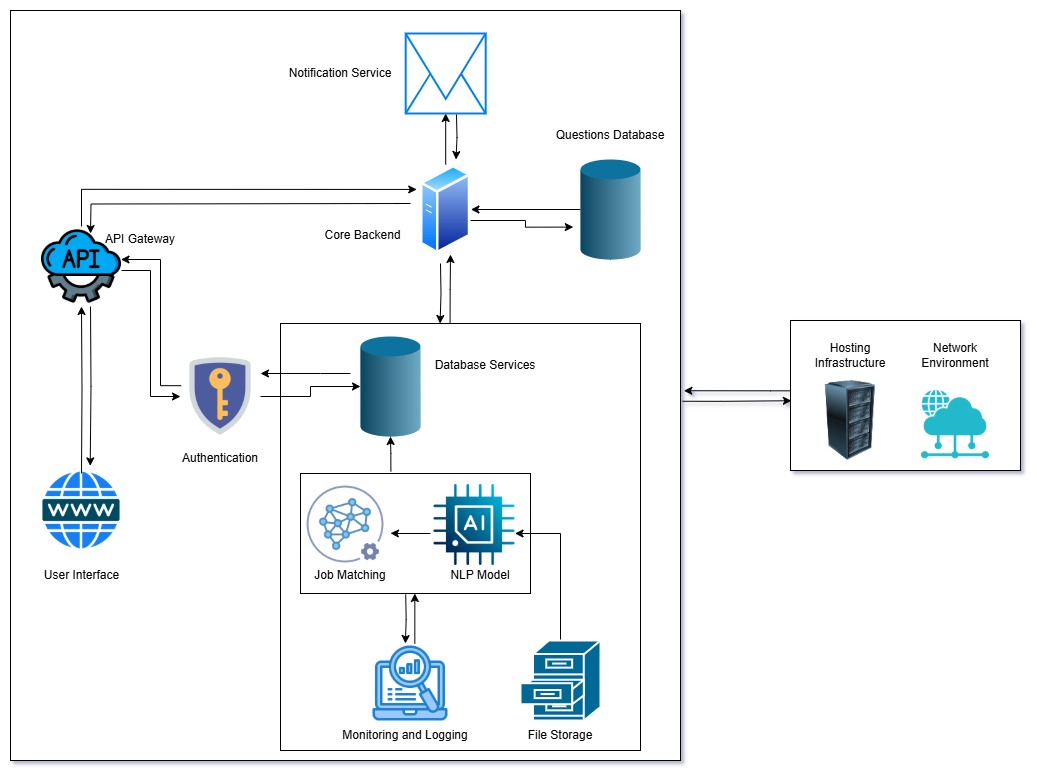 Notification Service
Questions Database
API Gateway
API
Core Backend
Database Services
Hosting
Infrastructure
Network
Environment
Authentication
WWW
User Interface
AI
Job Matching
NLP Model
Monitoring and Logging
File Storage